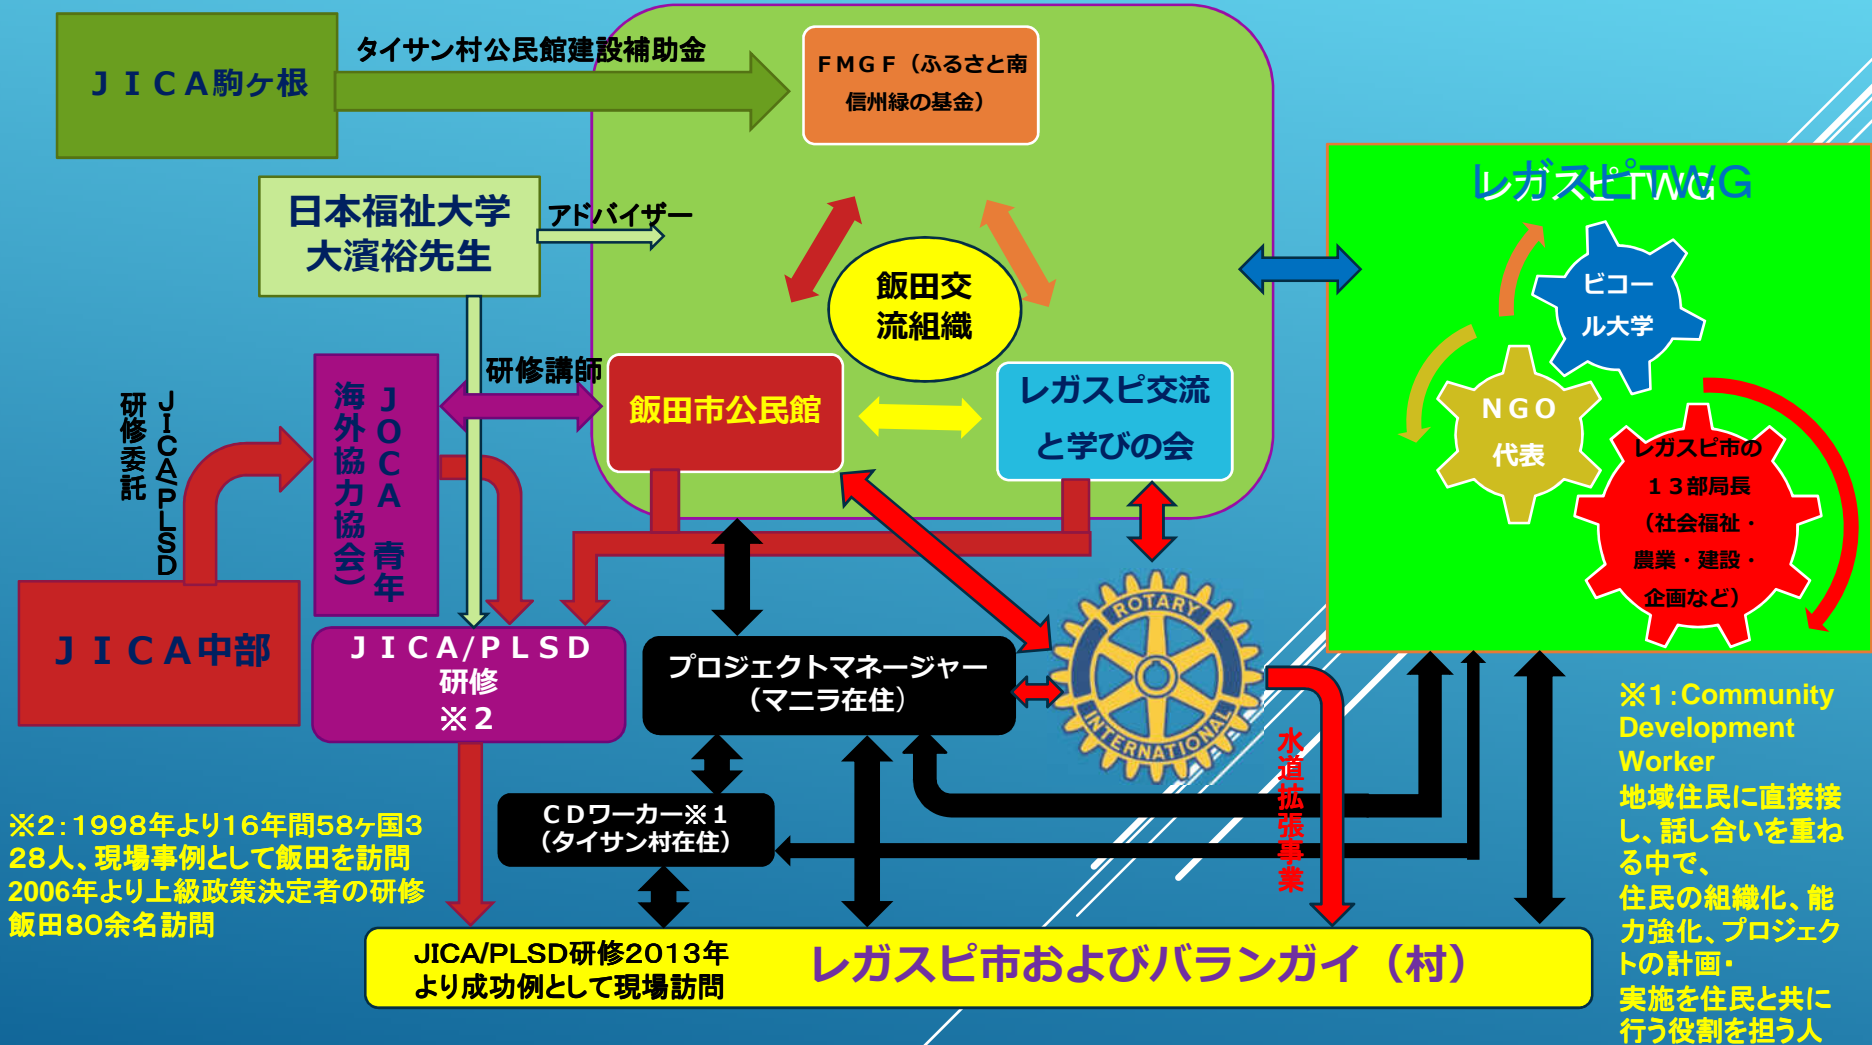 タイサン村公民館建設補助金
ＪＩＣＡ駒ヶ根
ＦＭＧＦ（ふるさと南
信州緑の基金）
日本福祉大学
大濱裕先生
アドバイザー
飯田交
流組織
レガスピTWG
ビコー
ル大学
ＮＧＯ
代表
レガスピ市の
１３部局長
（社会福祉・
農業・建設・
企画など）
研修講師
飯田市公民館
レガスピ交流
と学びの会
JICA/PLSD
研修委託
ＪＯＣＡ　青年
海外協力協会）
ＪＩＣＡ中部
ＪＩＣＡ/ＰＬＳＤ
研修
※２
プロジェクトマネージャー
（マニラ在住）
ROTARY
INTERNATIONAL
水道拡張事業
ＣＤワーカー※１
（タイサン村在住）
※2：1998年より16年間58ヶ国3
28人、現場事例として飯田を訪問
2006年より上級政策決定者の研修
飯田80余名訪問
JICA/PLSD研修2013年
より成功例として現場訪問
レガスピ市およびバランガイ（村）
※1：Community
Development
Worker
地域住民に直接接
し、話し合いを重ね
る中で、
住民の組織化、能
力強化、プロジェク
トの計画・
実施を住民と共に
行う役割を担う人